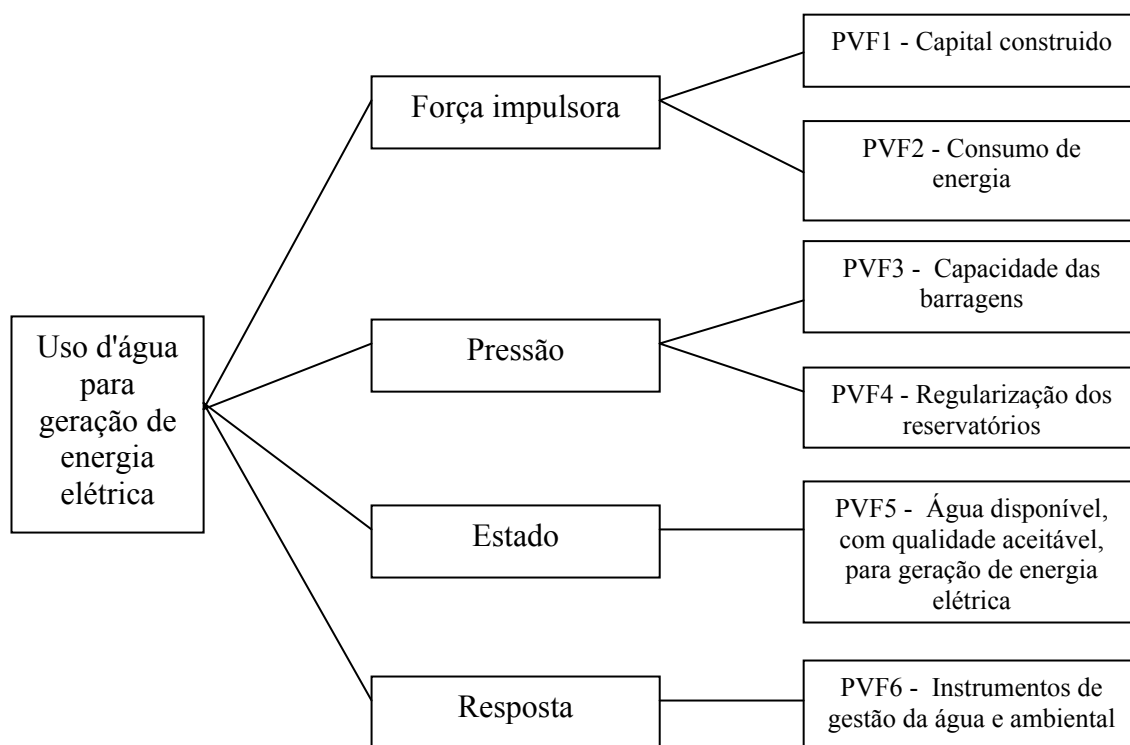 Uso d'água
para
geração de
energia
elétrica
Força impulsora
PVF1 - Capital construido
PVF2 - Consumo de
energia
Pressão
PVF3 - Capacidade das
barragens
PVF4 - Regularização dos
reservatórios
Estado
PVF5 - Água disponível,
com qualidade aceitável,
para geração de energia
elétrica
Resposta
PVF6 - Instrumentos de
gestão da água e ambiental